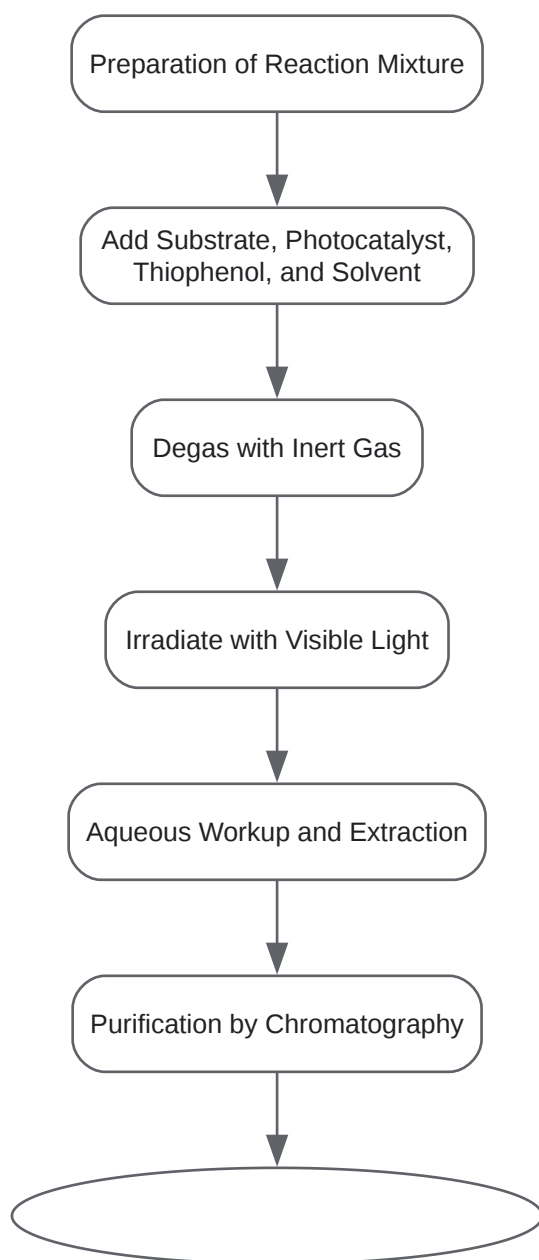 Preparation of Reaction Mixture
Add Substrate, Photocatalyst,
Thiophenol, and Solvent
Degas with Inert Gas
Irradiate with Visible Light
Aqueous Workup and Extraction
Purification by Chromatography